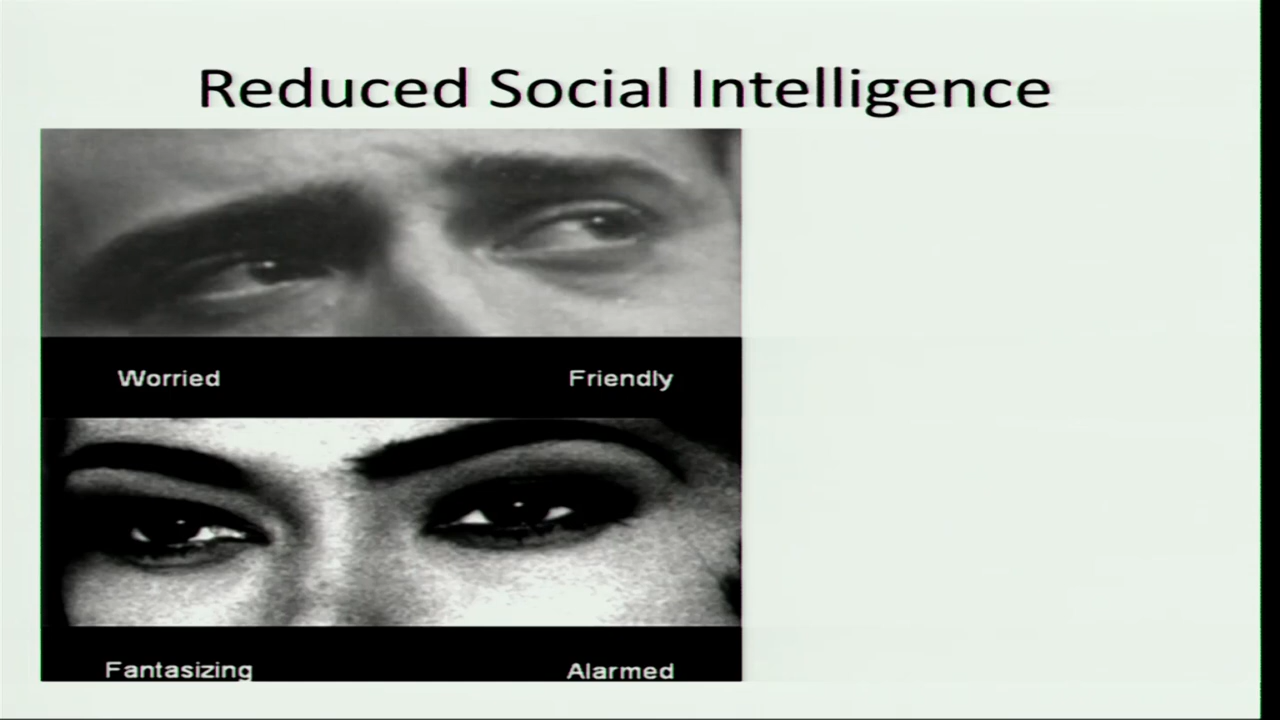 Reduced Social Intelligence
Worried Friendly
Fantasizing Alarmed